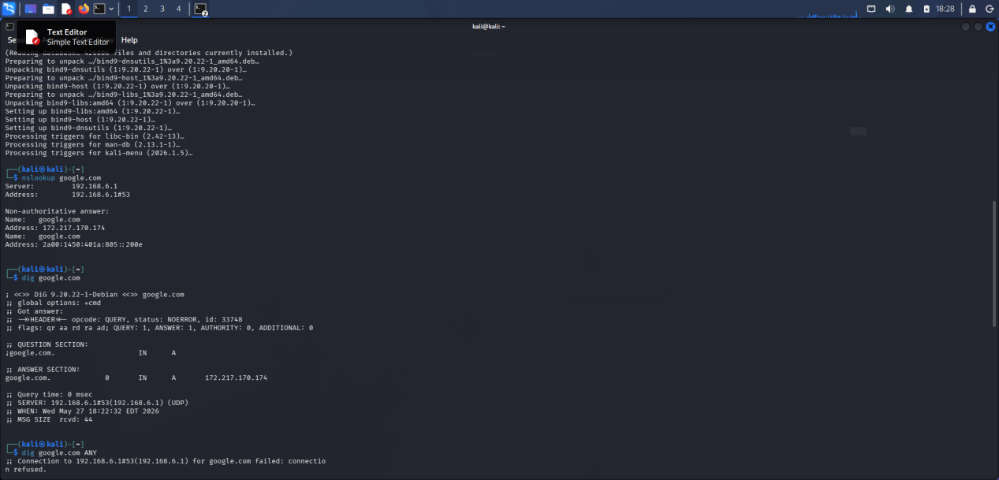 1 2 3 4 2 18:28
kali@kali: ~
Text Editor
Simple Text Editor
Help
files and directories currently installed.)
Preparing to unpack …/bind9-dnsutils_1%3a9.20.22-1_amd64.deb…
Unpacking bind9-dnsutils (1:9.20.22-1) over (1:9.20.20-1)…
Preparing to unpack …/bind9-host_1%3a9.20.22-1_amd64.deb…
Unpacking bind9-host (1:9.20.22-1) over (1:9.20.20-1)…
Preparing to unpack …/bind9-libs_1%3a9.20.22-1_amd64.deb…
Unpacking bind9-libs:amd64 (1:9.20.22-1) over (1:9.20.20-1)…
Setting up bind9-libs:amd64 (1:9.20.22-1)…
Setting up bind9-host (1:9.20.22-1)…
Setting up bind9-dnsutils (1:9.20.22-1)…
Processing triggers for libc-bin (2.42-13)…
Processing triggers for man-db (2.13.1-1)…
Processing triggers for kali-menu (2026.1.5)…
┌──(kali㉿kali)-[~]
└─$ nslookup google.com
Server: 192.168.6.1
Address: 192.168.6.1#53
Non-authoritative answer:
Name: google.com
Address: 172.217.170.174
Name: google.com
Address: 2a00:1450:401a:805::200e
┌──(kali㉿kali)-[~]
└─$ dig google.com
; <<>> DiG 9.20.22-1-Debian <<>> google.com
;; global options: +cmd
;; Got answer:
;; ->>HEADER<<- opcode: QUERY, status: NOERROR, id: 33748
;; flags: qr aa rd ra ad; QUERY: 1, ANSWER: 1, AUTHORITY: 0, ADDITIONAL: 0
;; QUESTION SECTION:
;google.com. IN A
;; ANSWER SECTION:
google.com. 0 IN A 172.217.170.174
;; Query time: 0 msec
;; SERVER: 192.168.6.1#53(192.168.6.1) (UDP)
;; WHEN: Wed May 27 18:22:32 EDT 2026
;; MSG SIZE rcvd: 44
┌──(kali㉿kali)-[~]
└─$ dig google.com ANY
;; Connection to 192.168.6.1#53(192.168.6.1) for google.com failed: connectio
n refused.